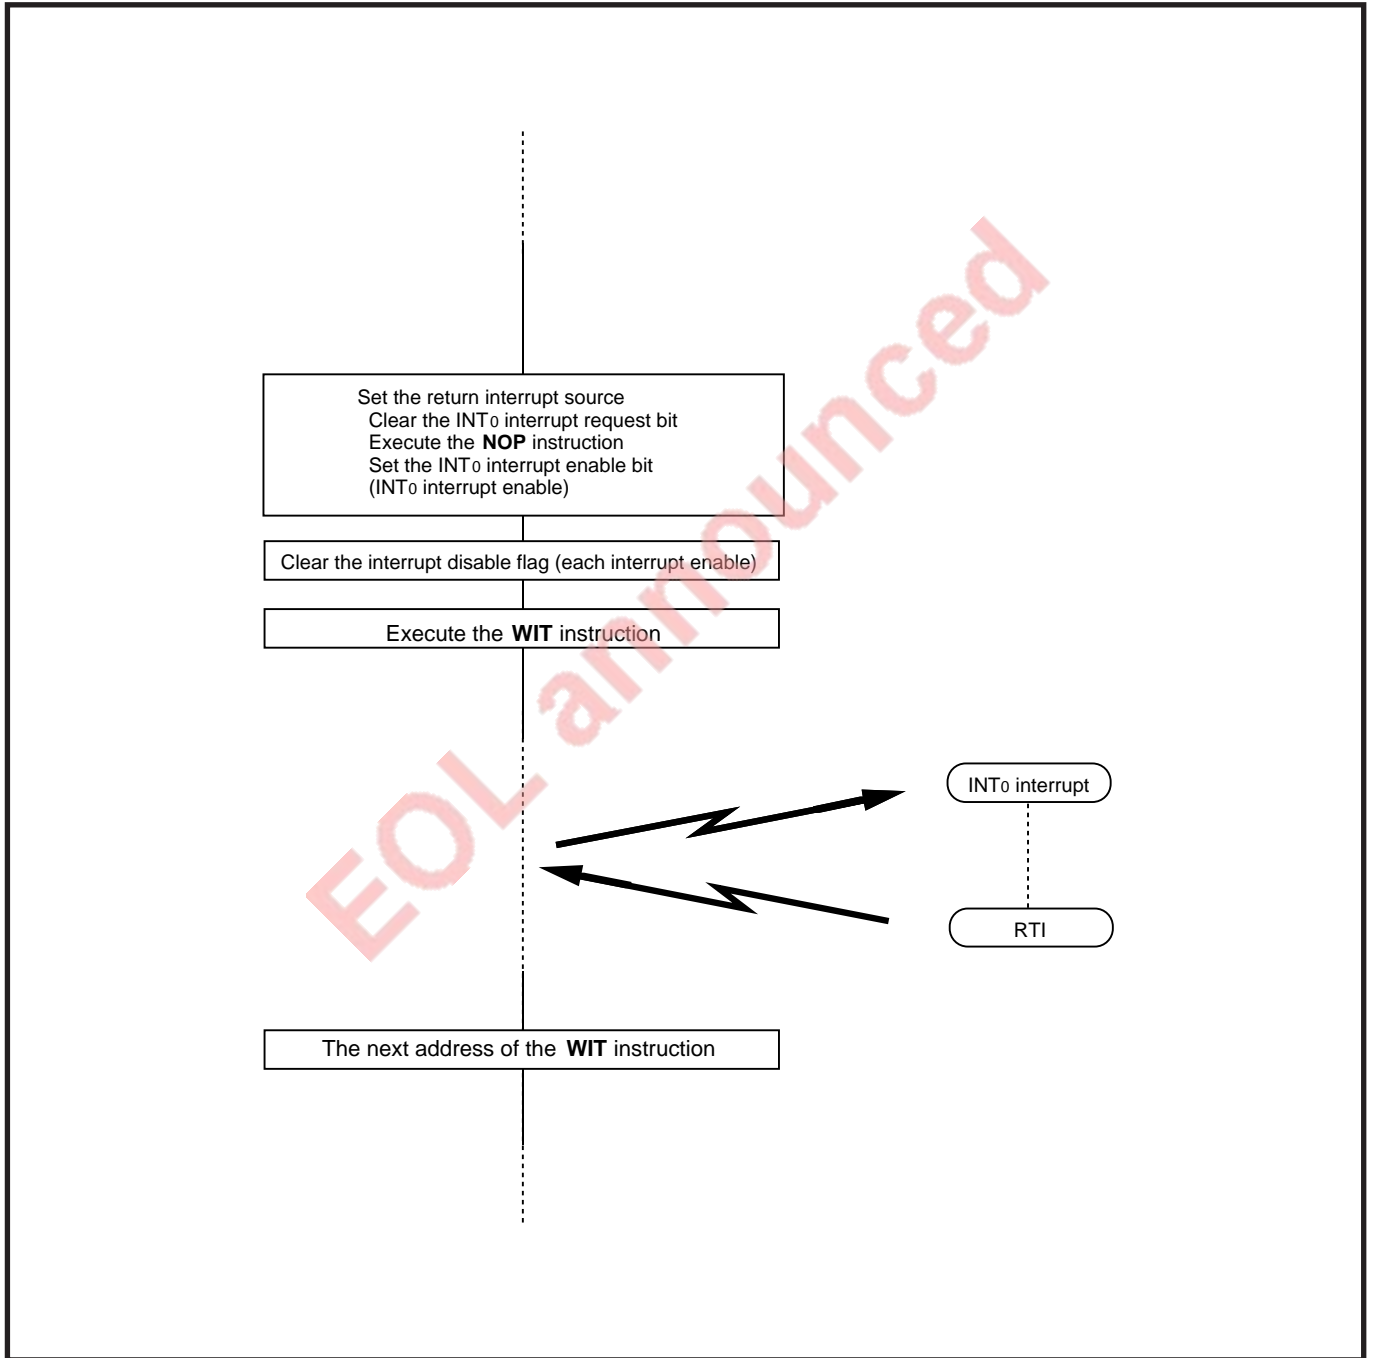 Set the return interrupt source
Clear the INT0 interrupt request bit
Execute the NOP instruction
Set the INT0 interrupt enable bit
(INT0 interrupt enable)
Clear the interrupt disable flag (each interrupt enable)
Execute the WIT instruction
INT0 interrupt
RTI
The next address of the WIT instruction
EOL announced